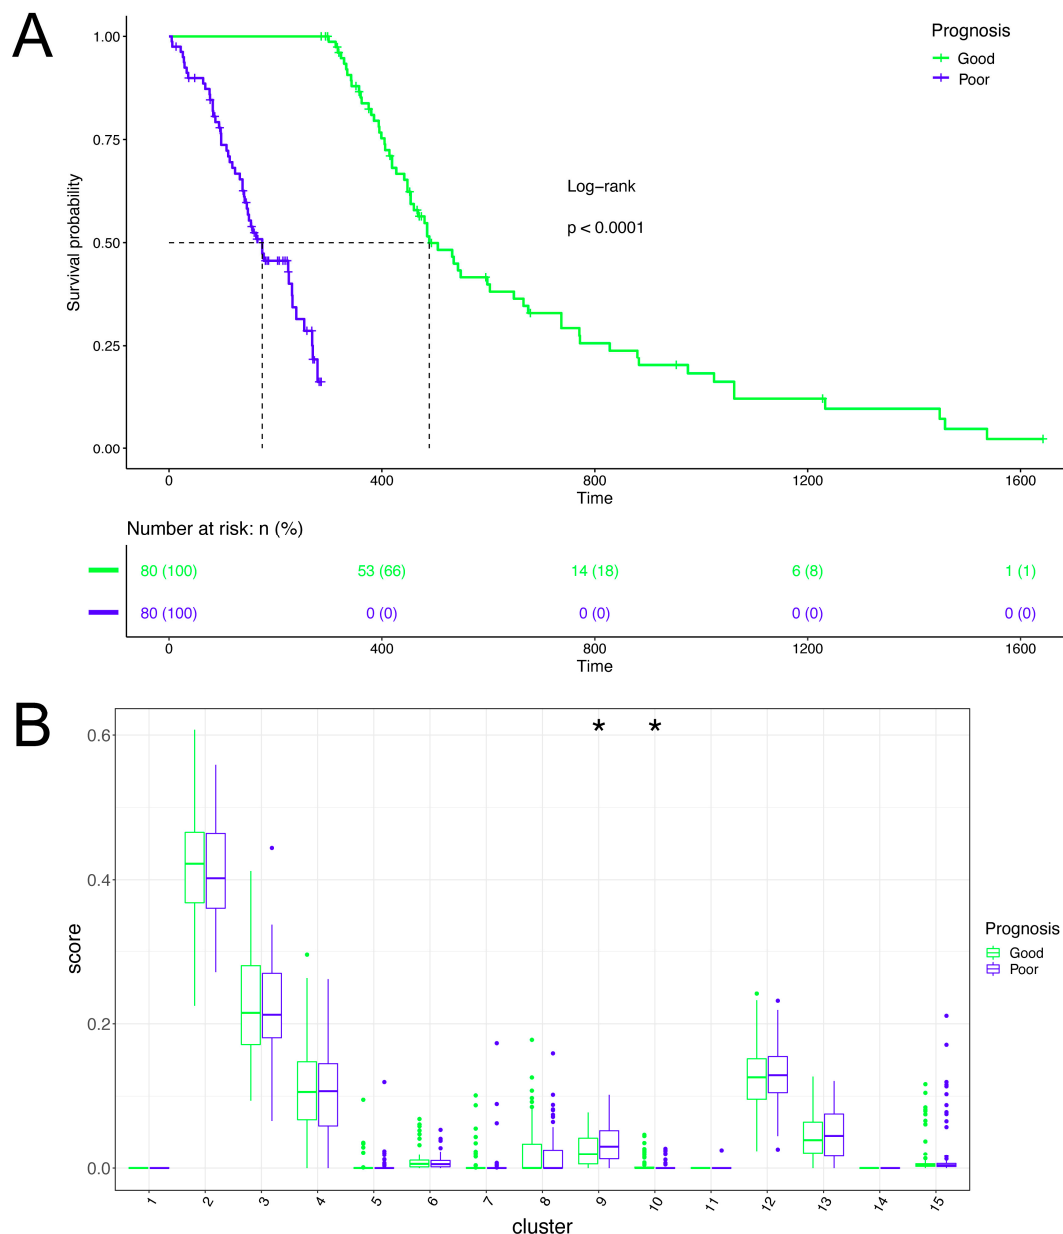 A
Prognosis
Good
Poor
1.00
0.75
0.50
0.25
0.00
Survival probability
Log-rank
p < 0.0001
0 400 800 1200 1600
Time
Number at risk: n (%)
80 (100) 53 (66) 14 (18) 6 (8) 1 (1)
80 (100) 0 (0) 0 (0) 0 (0) 0 (0)
0 400 800 1200 1600
Time
B
* *
0.6
0.4
0.2
0.0
score
Prognosis
Good
Poor
1 2 3 4 5 6 7 8 9 10 11 12 13 14 15
cluster